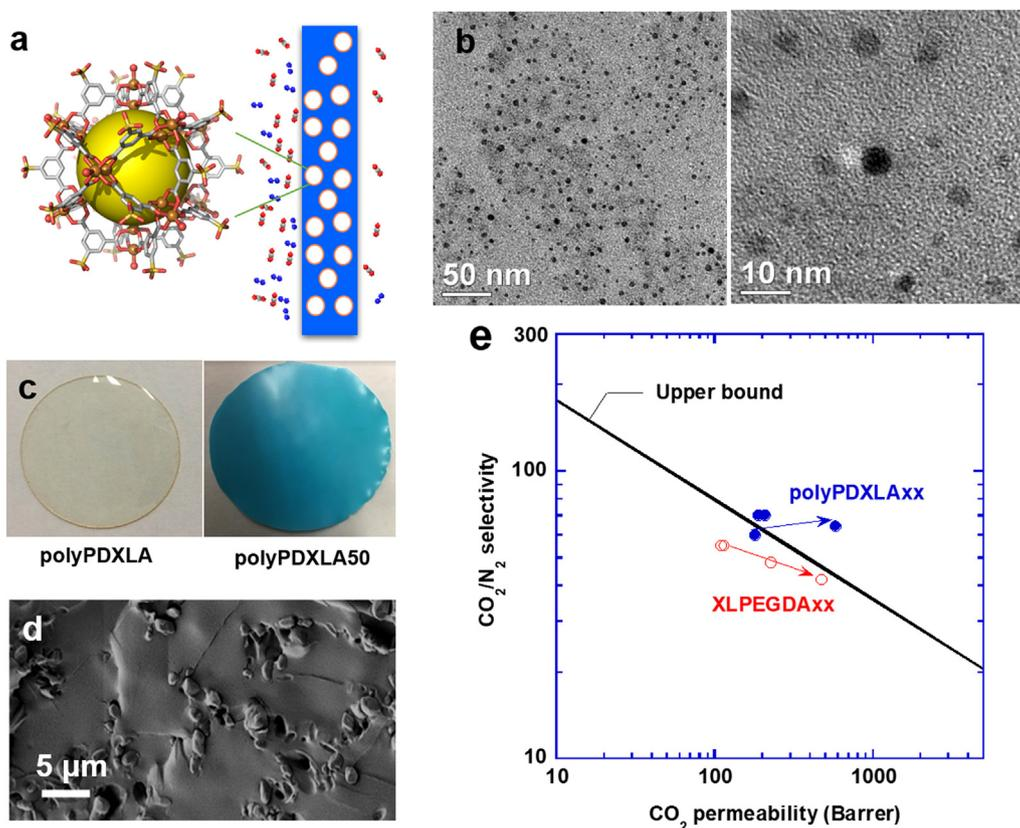 a
b
50 nm
10 nm
c
polyPDXLA
polyPDXLA50
d
5 µm
e
300
100
10
CO₂/N₂ selectivity
Upper bound
polyPDXLAxx
XLPEGDAxx
10
100
1000
CO₂ permeability (Barrer)